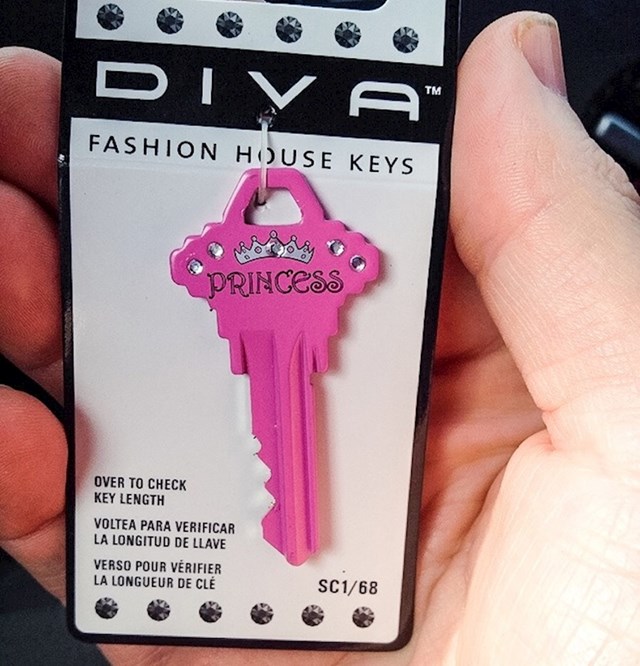 DIVA™
FASHION HOUSE KEYS
PRINCESS
OVER TO CHECK
KEY LENGTH
VOLTEA PARA VERIFICAR
LA LONGITUD DE LLAVE
VERSO POUR VÉRIFIER
LA LONGUEUR DE CLÉ
SC1/68